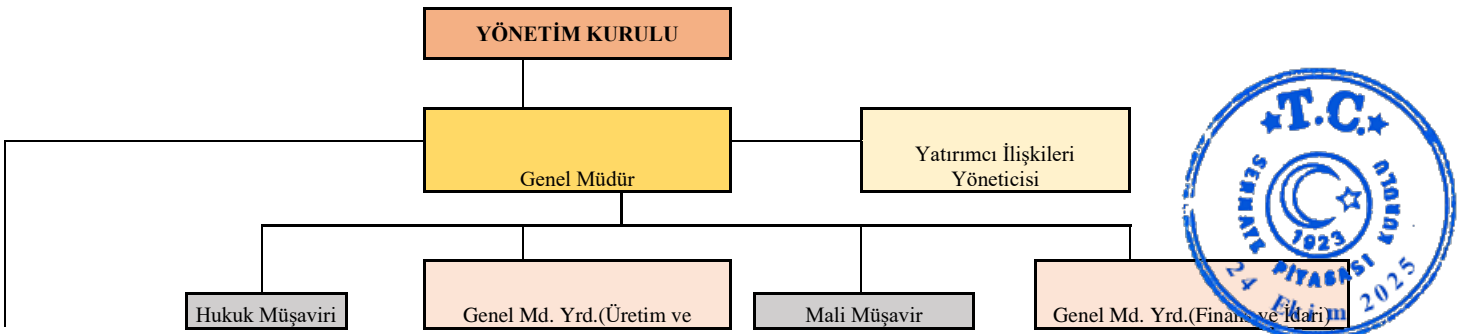 YÖNETİM KURULU
Genel Müdür
Yatırımcı İlişkileri
Yöneticisi
Hukuk Müşaviri
Genel Md. Yrd.(Üretim ve
Mali Müşavir
Genel Md. Yrd.(Finans ve İdari)
T.C.
SERMAYE PİYASASI KURULU
1923
24 Ekim 2025